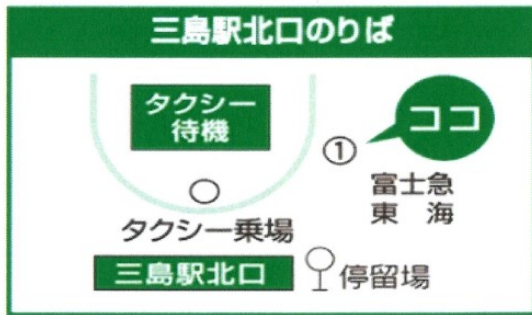 三島駅北口のりば
タクシー
待機
ココ
①
富士急
東　海
タクシー乗場
三島駅北口
停留場